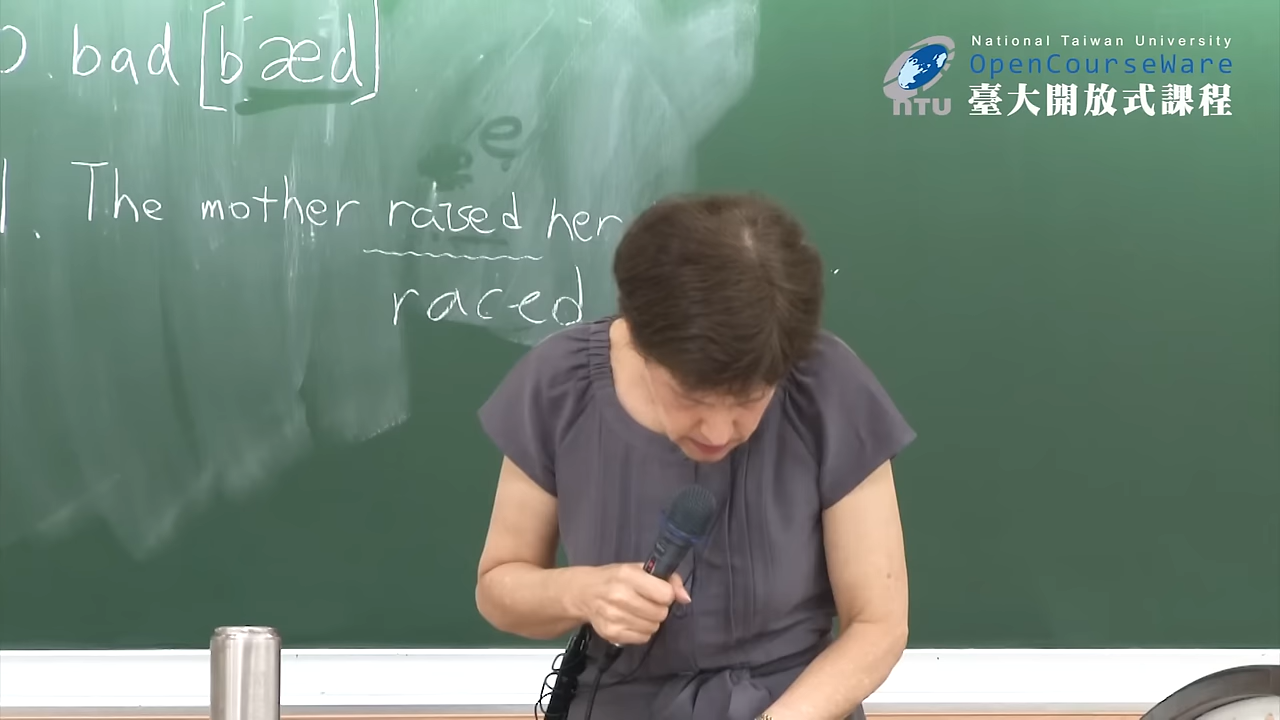 bad [bæd]
e
The mother raised her
raced
National Taiwan University
OpenCourseWare
NTU 臺大開放式課程